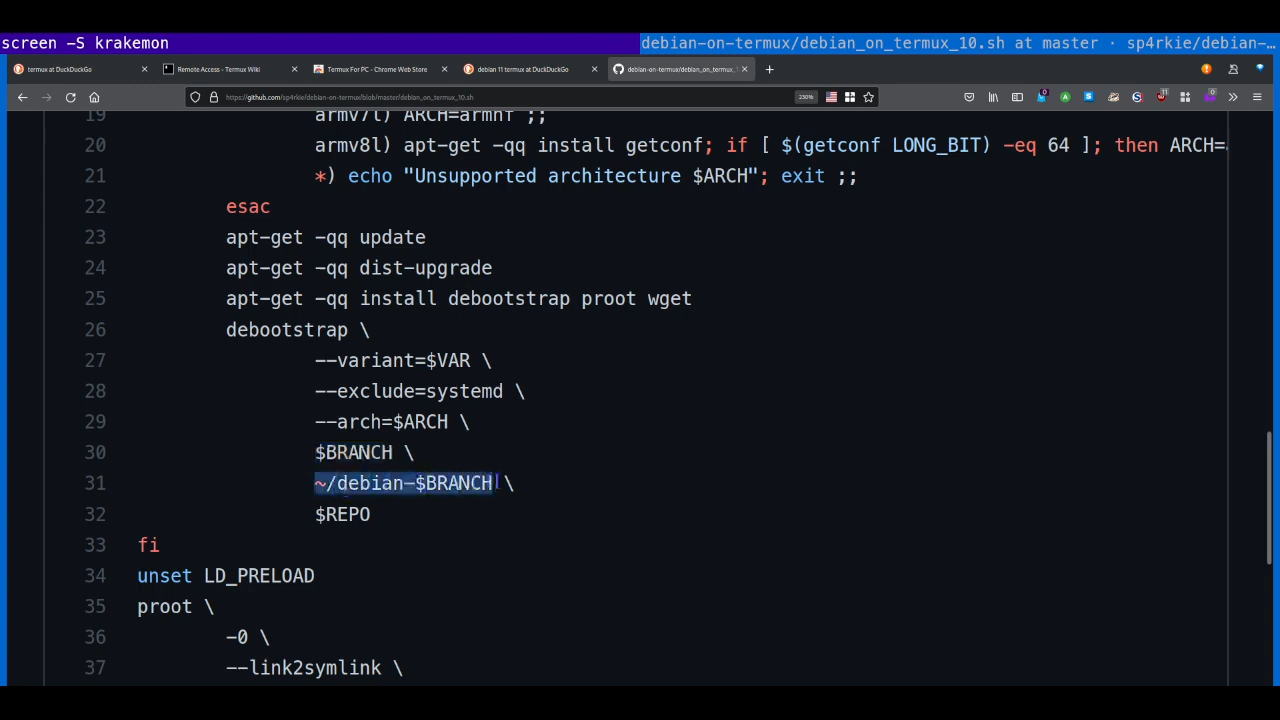 screen -S krakemon
debian-on-termux/debian_on_termux_10.sh at master · sp4rkie/debian-…
termux at DuckDuckGo
Remote Access - Termux Wiki
Termux For PC - Chrome Web Store
debian 11 termux at DuckDuckGo
debian-on-termux/debian_on_termux_1
https://github.com/sp4rkie/debian-on-termux/blob/master/debian_on_termux_10.sh
230%
19 armv7l) ARCH=armhf ;;
20 armv8l) apt-get -qq install getconf; if [ $(getconf LONG_BIT) -eq 64 ]; then ARCH=
21 *) echo "Unsupported architecture $ARCH"; exit ;;
22 esac
23 apt-get -qq update
24 apt-get -qq dist-upgrade
25 apt-get -qq install debootstrap proot wget
26 debootstrap \
27 --variant=$VAR \
28 --exclude=systemd \
29 --arch=$ARCH \
30 $BRANCH \
31 ~/debian-$BRANCH \
32 $REPO
33 fi
34 unset LD_PRELOAD
35 proot \
36 -0 \
37 --link2symlink \